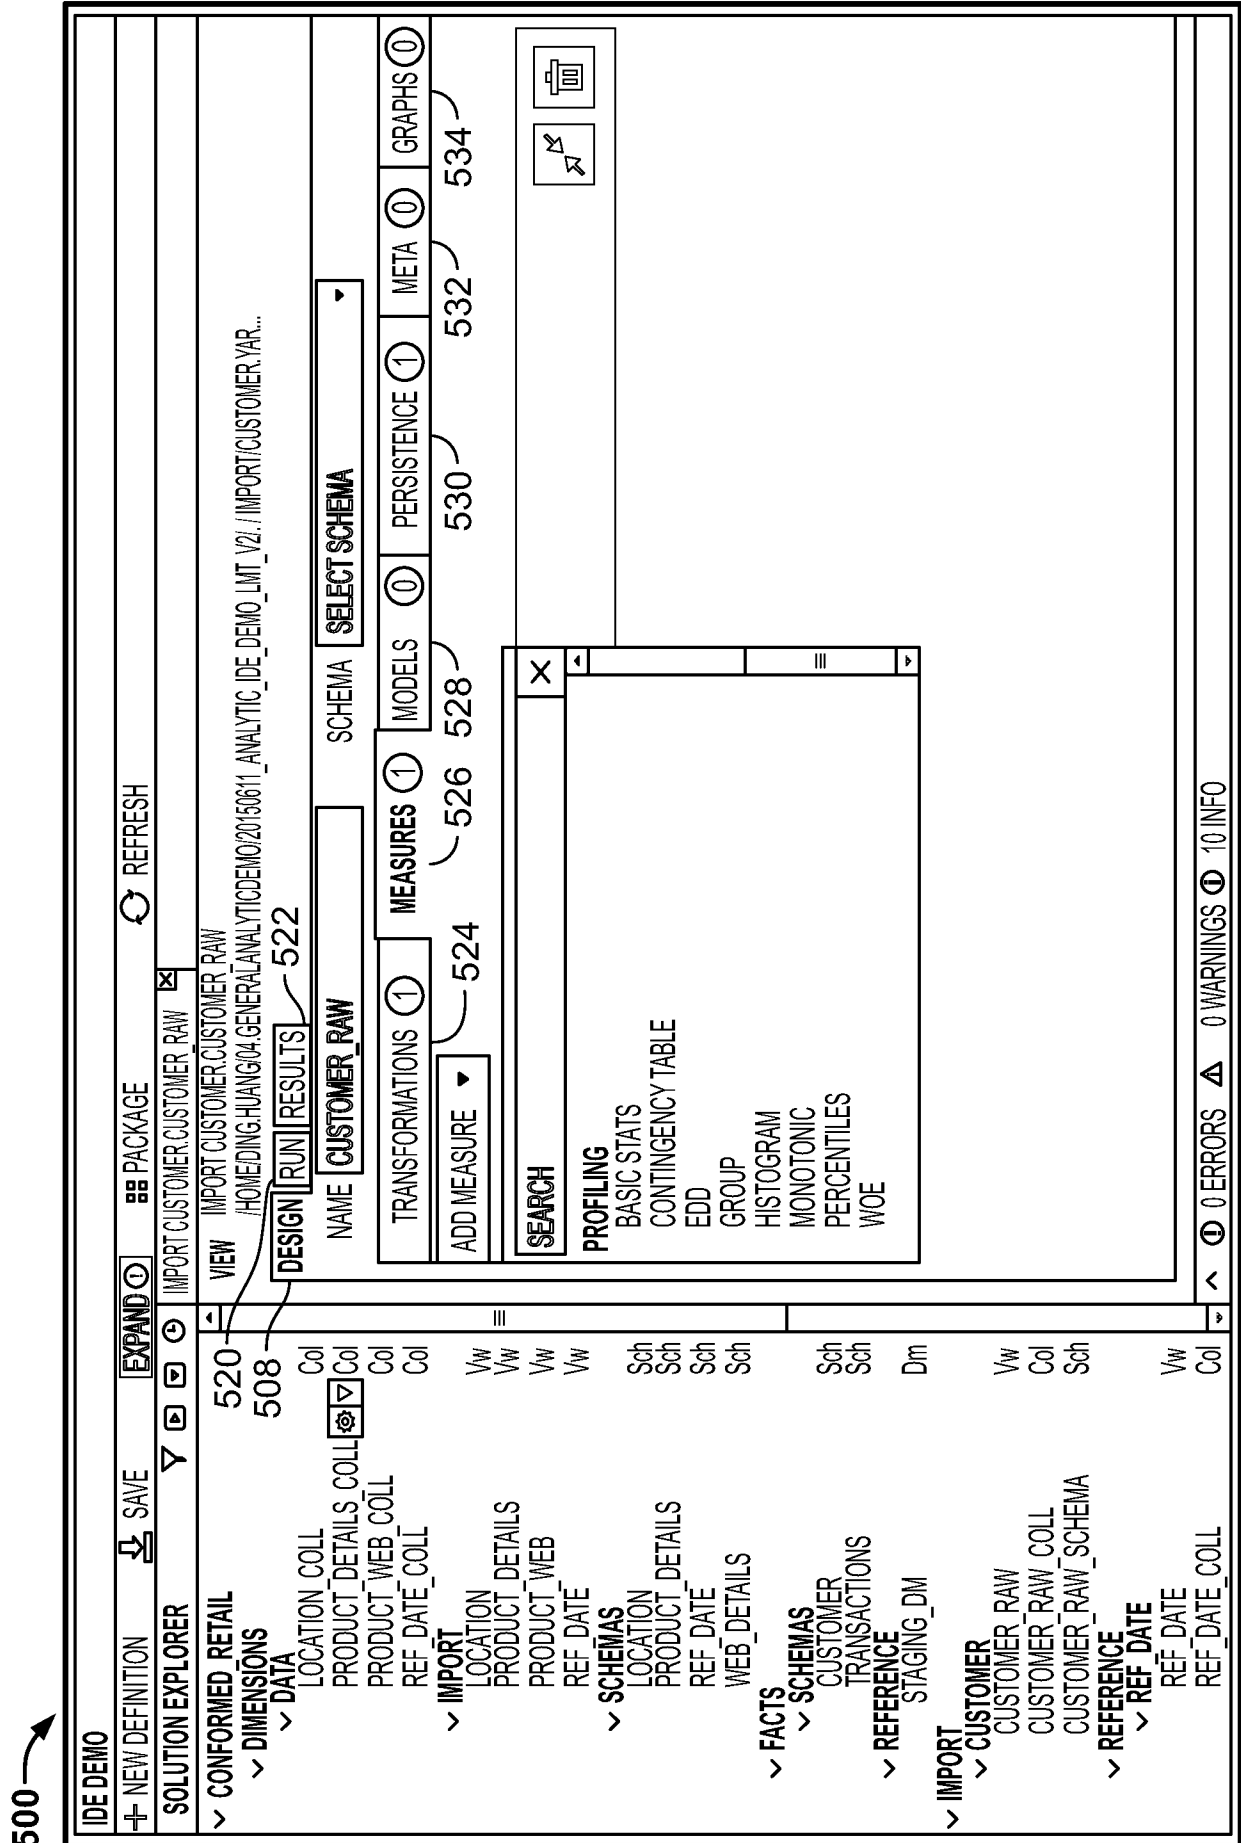 500
IDE DEMO
NEW DEFINITION SAVE EXPAND PACKAGE REFRESH
SOLUTION EXPLORER
CONFORMED_RETAIL
DIMENSIONS
DATA
LOCATION_COLL Col
PRODUCT_DETAILS_COLL Col
PRODUCT_WEB_COLL Col
REF_DATE_COLL Col
IMPORT
LOCATION Vw
PRODUCT_DETAILS Vw
PRODUCT_WEB Vw
REF_DATE Vw
SCHEMAS
LOCATION Sch
PRODUCT_DETAILS Sch
REF_DATE Sch
WEB_DETAILS Sch
FACTS
SCHEMAS
CUSTOMER Sch
TRANSACTIONS Sch
REFERENCE
STAGING_DM Dm
IMPORT
CUSTOMER
CUSTOMER_RAW Vw
CUSTOMER_RAW_COLL Col
CUSTOMER_RAW_SCHEMA Sch
REFERENCE
REF_DATE
REF_DATE Vw
REF_DATE_COLL Col
IMPORT CUSTOMER.CUSTOMER_RAW X
VIEW IMPORT CUSTOMER.CUSTOMER_RAW
/HOME/DING.HUANG/04.GENERALANALYTICDEMO/20150611_ANALYTIC_IDE_DEMO_LMT_V2/./IMPORT/CUSTOMER.YAR...
520
508
DESIGN RUN RESULTS 522
NAME CUSTOMER_RAW SCHEMA SELECT SCHEMA
TRANSFORMATIONS 1 MEASURES 1 MODELS 0 PERSISTENCE 1 META 0 GRAPHS 0
524 526 528 530 532 534
ADD MEASURE
SEARCH X
PROFILING
BASIC STATS
CONTINGENCY TABLE
EDD
GROUP
HISTOGRAM
MONOTONIC
PERCENTILES
WOE
0 ERRORS 0 WARNINGS 10 INFO